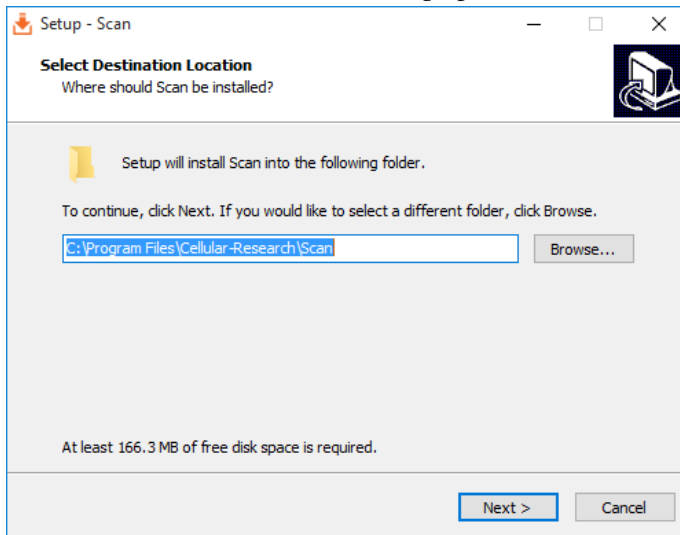 Setup - Scan
Select Destination Location
Where should Scan be installed?
Setup will install Scan into the following folder.
To continue, click Next. If you would like to select a different folder, click Browse.
C:\Program Files\Cellular-Research\Scan
Browse...
At least 166.3 MB of free disk space is required.
Next >
Cancel